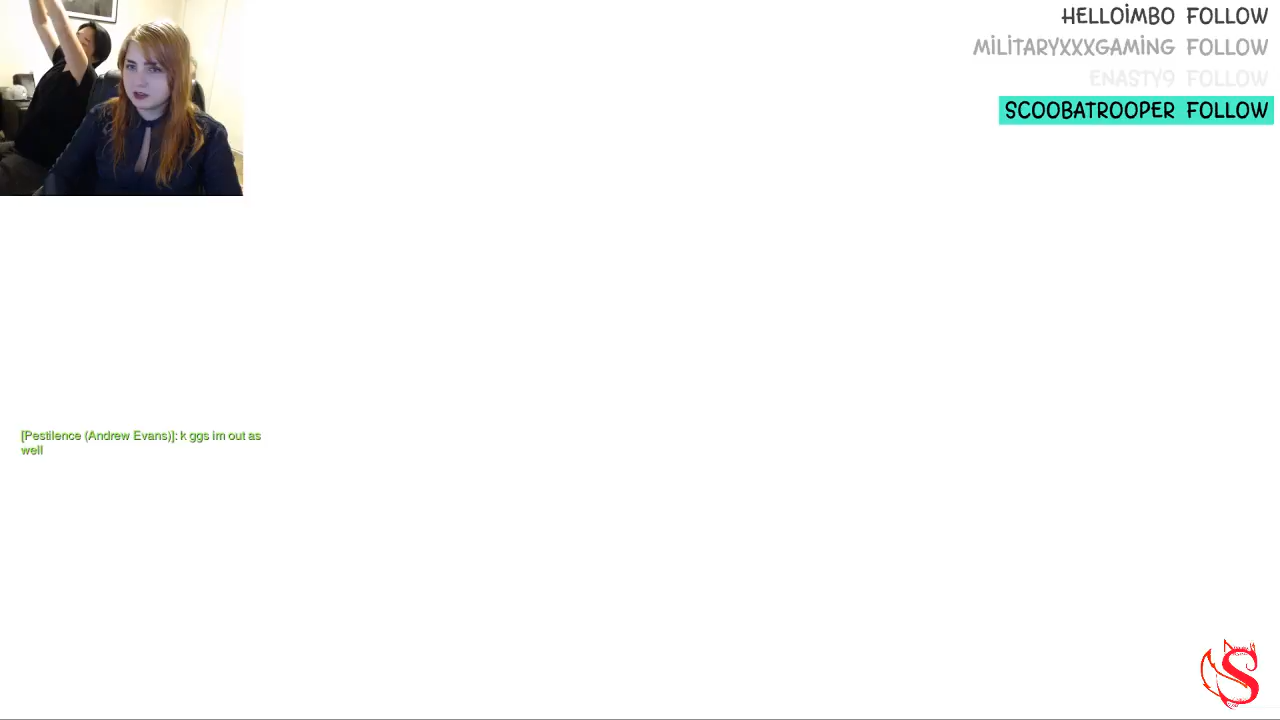 HELLOIMBO FOLLOW
MILITARYXXXGAMING FOLLOW
ENASTY9 FOLLOW
SCOOBATROOPER FOLLOW
[Pestilence (Andrew Evans)]: k ggs im out as
well
S